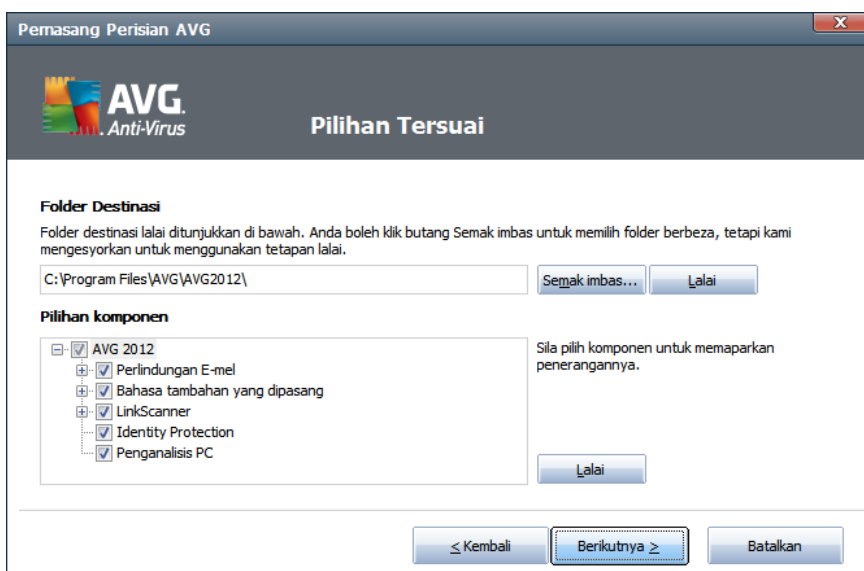 Pemasang Perisian AVG
X
AVG.
Anti-Virus
Pilihan Tersuai
Folder Destinasi
Folder destinasi lalai ditunjukkan di bawah. Anda boleh klik butang Semak imbas untuk memilih folder berbeza, tetapi kami
mengesyorkan untuk menggunakan tetapan lalai.
C:\Program Files\AVG\AVG2012\
Semak imbas...
Lalai
Pilihan komponen
AVG 2012
Perlindungan E-mel
Bahasa tambahan yang dipasang
LinkScanner
Identity Protection
Penganalisis PC
Sila pilih komponen untuk memaparkan
penerangannya.
Lalai
< Kembali
Berikutnya >
Batalkan